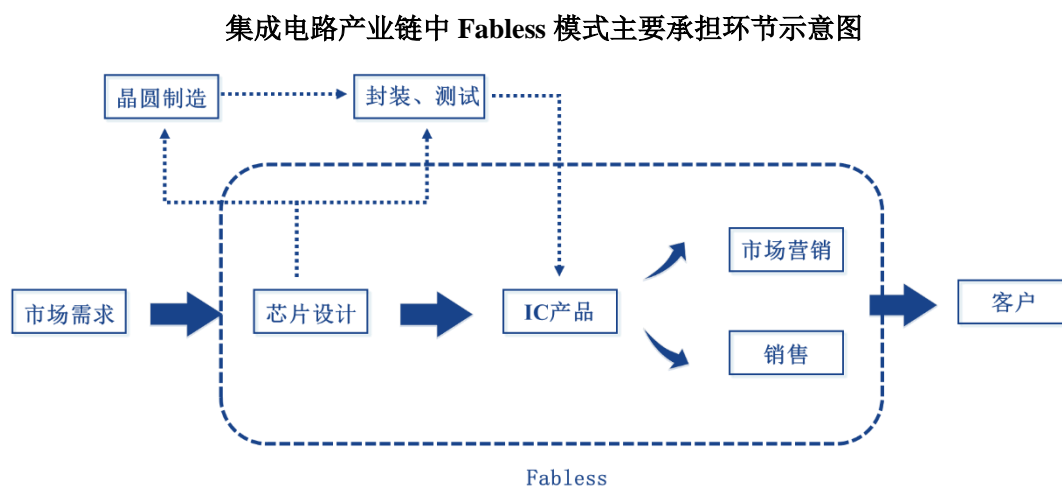 集成电路产业链中 Fabless 模式主要承担环节示意图
晶圆制造
封装、测试
市场需求
芯片设计
IC产品
市场营销
销售
客户
Fabless